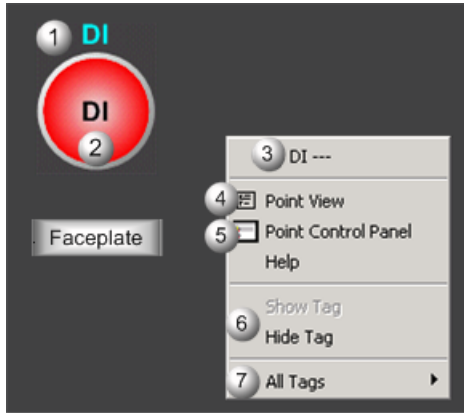 1 DI
DI
2
Faceplate
3 DI ---
4 Point View
5 Point Control Panel
Help
Show Tag
6
Hide Tag
7 All Tags